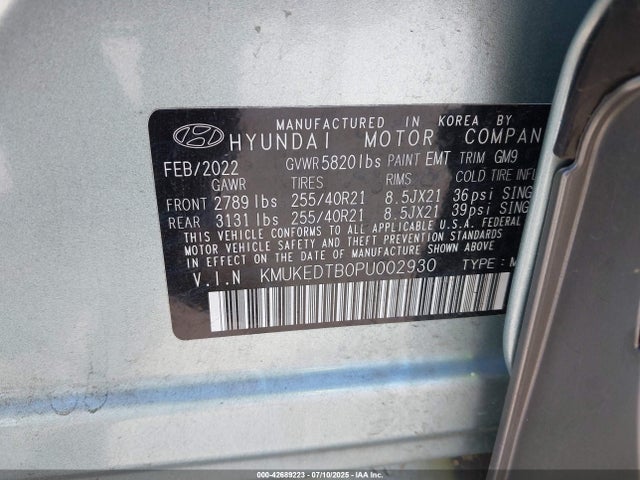 MANUFACTURED IN KOREA BY
HYUNDAI MOTOR COMPAN
FEB/2022 GVWR 5820lbs PAINT EMT TRIM GM9
GAWR TIRES RIMS COLD TIRE INFL
FRONT 2789 lbs 255/40R21 8.5JX21 36psi SING
REAR 3131 lbs 255/40R21 8.5JX21 39psi SING
THIS VEHICLE CONFORMS TO ALL APPLICABLE U.S.A. FEDERAL
MOTOR VEHICLE SAFETY AND THEFT PREVENTION STANDARDS
IN EFFECT ON THE DATE OF MANUFACTURE SHOWN ABOVE.
V.I.N KMUKEDTB0PU002930 TYPE : M
000-42689223 07/10/2025 IAAI.com